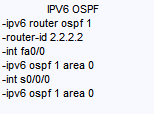 IPV6 OSPF
-ipv6 router ospf 1
-router-id 2.2.2.2
-int fa0/0
-ipv6 ospf 1 area 0
-int s0/0/0
-ipv6 ospf 1 area 0